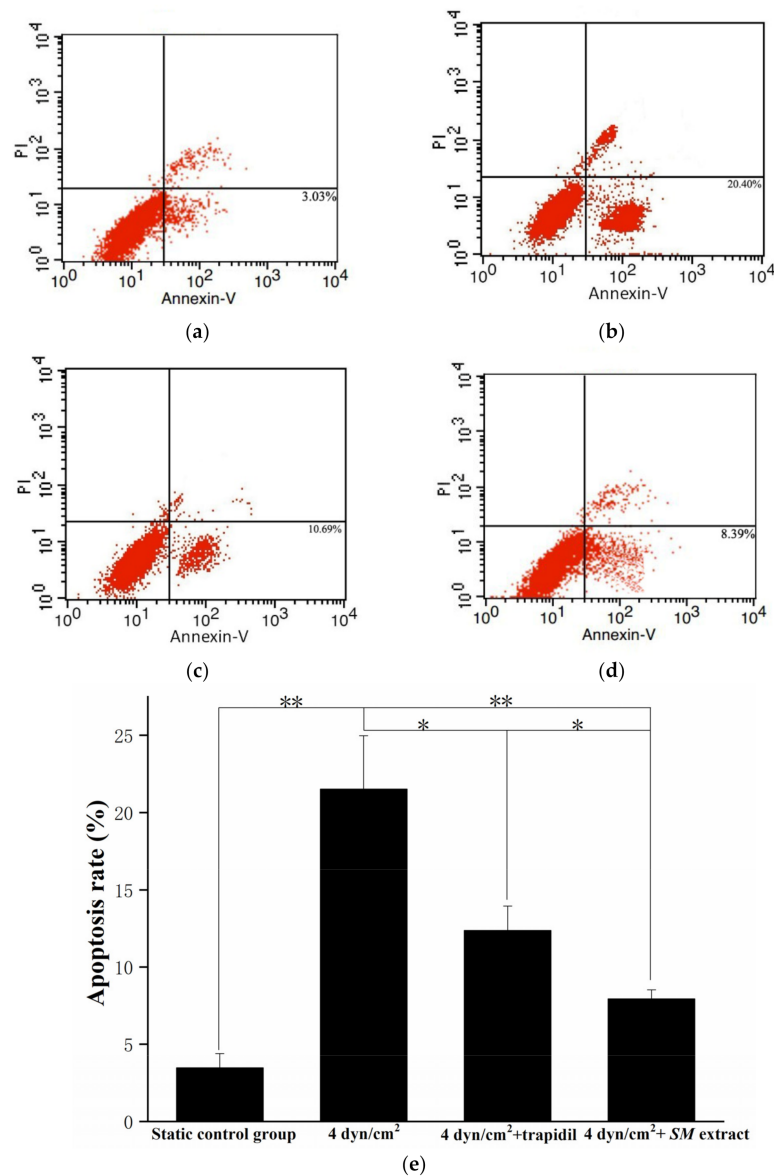 10⁴ 10³ 10² 10¹ 10⁰
PI
3.03%
10⁰ 10¹ 10² 10³ 10⁴
Annexin-V
(a)
10⁴ 10³ 10² 10¹ 10⁰
PI
20.40%
10⁰ 10¹ 10² 10³ 10⁴
Annexin-V
(b)
10⁴ 10³ 10² 10¹ 10⁰
PI
10.69%
10⁰ 10¹ 10² 10³ 10⁴
Annexin-V
(c)
10⁴ 10³ 10² 10¹ 10⁰
PI
8.39%
10⁰ 10¹ 10² 10³ 10⁴
Annexin-V
(d)
** **
* *
Apoptosis rate (%)
25
20
15
10
5
0
Static control group 4 dyn/cm² 4 dyn/cm²+trapidil 4 dyn/cm²+ SM extract
(e)